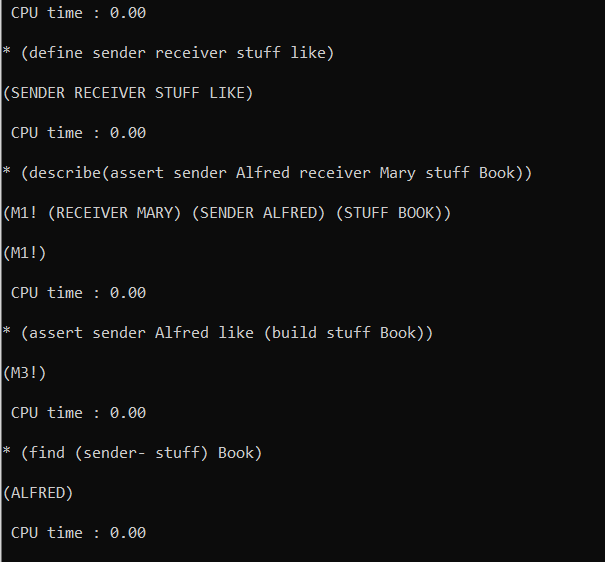 CPU time : 0.00
* (define sender receiver stuff like)
(SENDER RECEIVER STUFF LIKE)
CPU time : 0.00
* (describe(assert sender Alfred receiver Mary stuff Book))
(M1! (RECEIVER MARY) (SENDER ALFRED) (STUFF BOOK))
(M1!)
CPU time : 0.00
* (assert sender Alfred like (build stuff Book))
(M3!)
CPU time : 0.00
* (find (sender- stuff) Book)
(ALFRED)
CPU time : 0.00